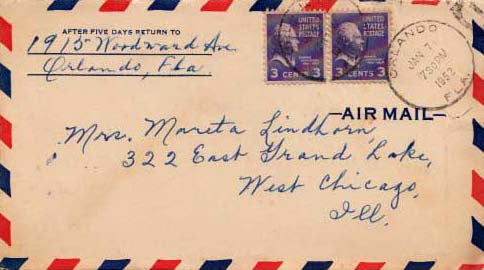 AFTER FIVE DAYS RETURN TO
1915 Woodward Ave.
Orlando, Fla
UNITED STATES POSTAGE
3 CENTS 3
UNITED STATES POSTAGE
3 CENTS 3
ORLANDO
JAN 7
730PM
1953
FLA.
AIR MAIL
Mrs. Mareta Lindhorn,
322 East Grand Lake,
West Chicago,
Ill.